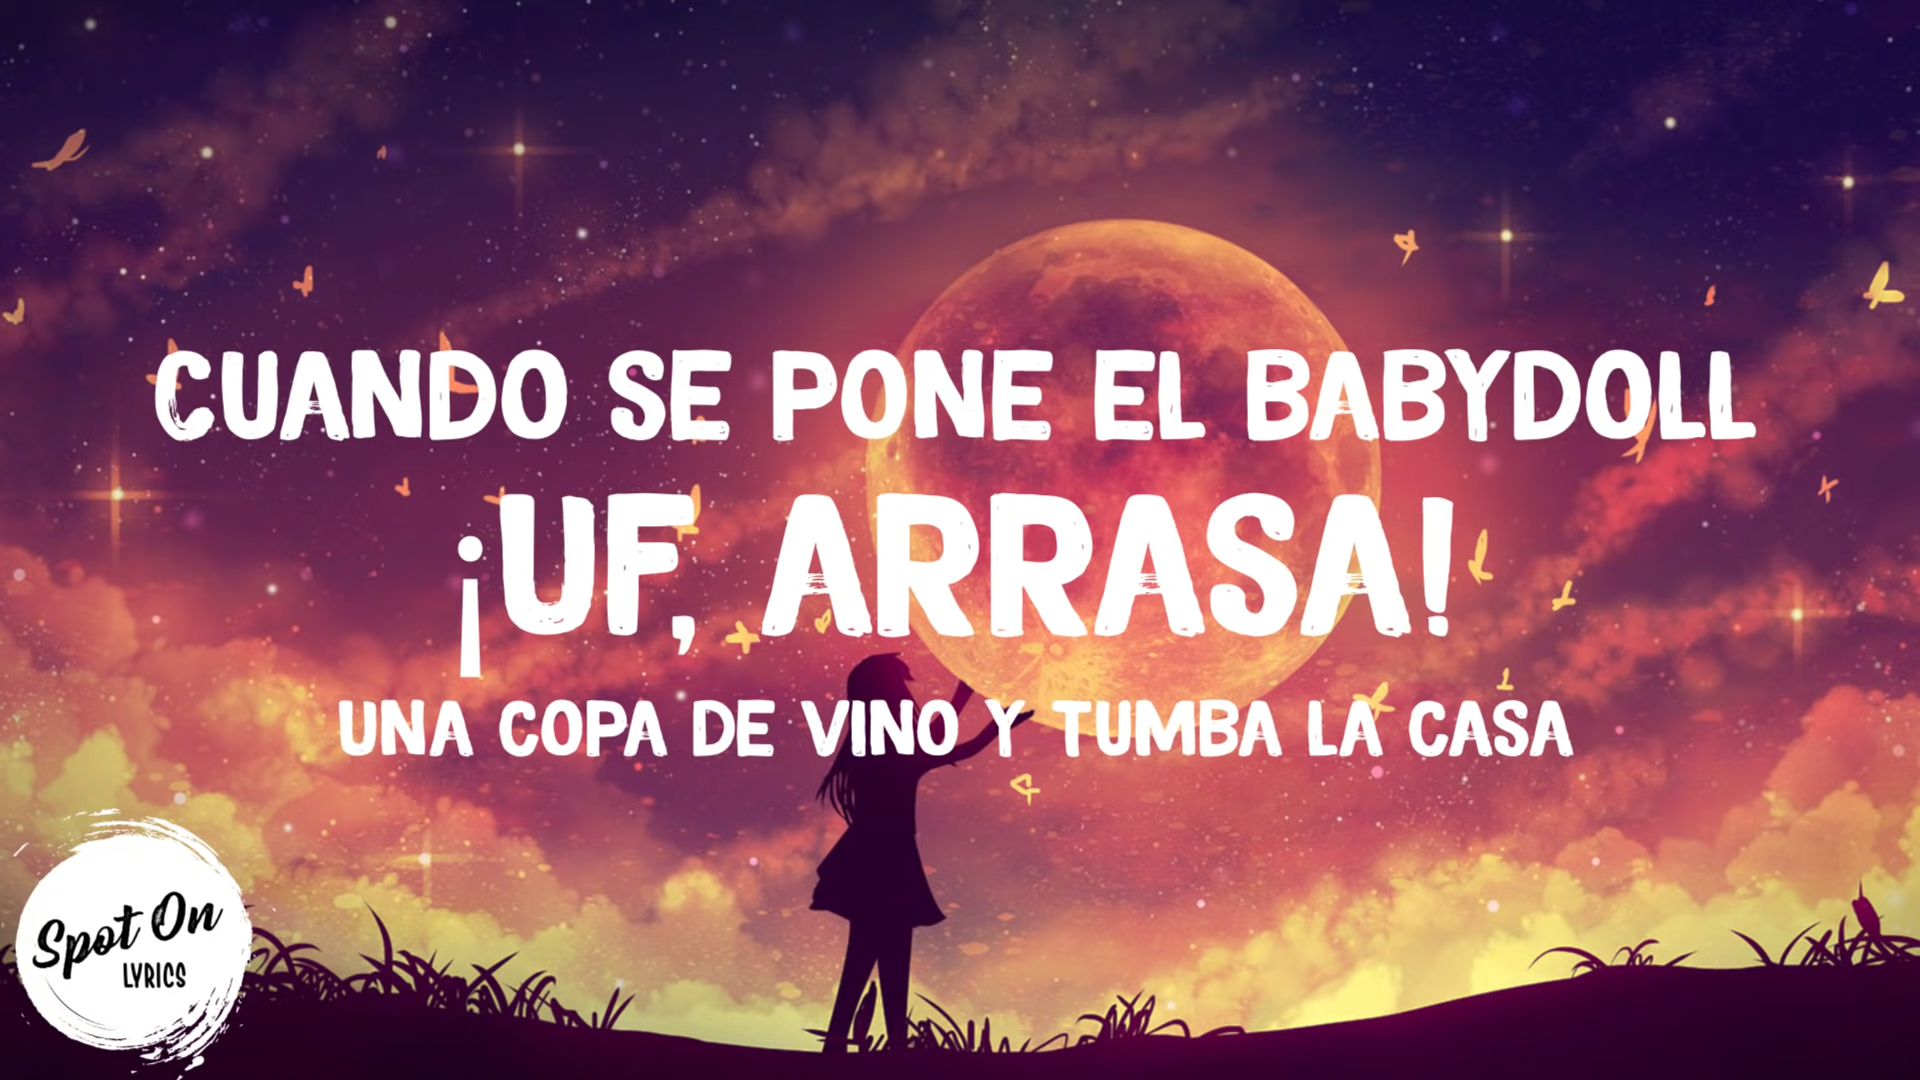 CUANDO SE PONE EL BABYDOLL
¡UF, ARRASA!
UNA COPA DE VINO Y TUMBA LA CASA
Spot On
LYRICS